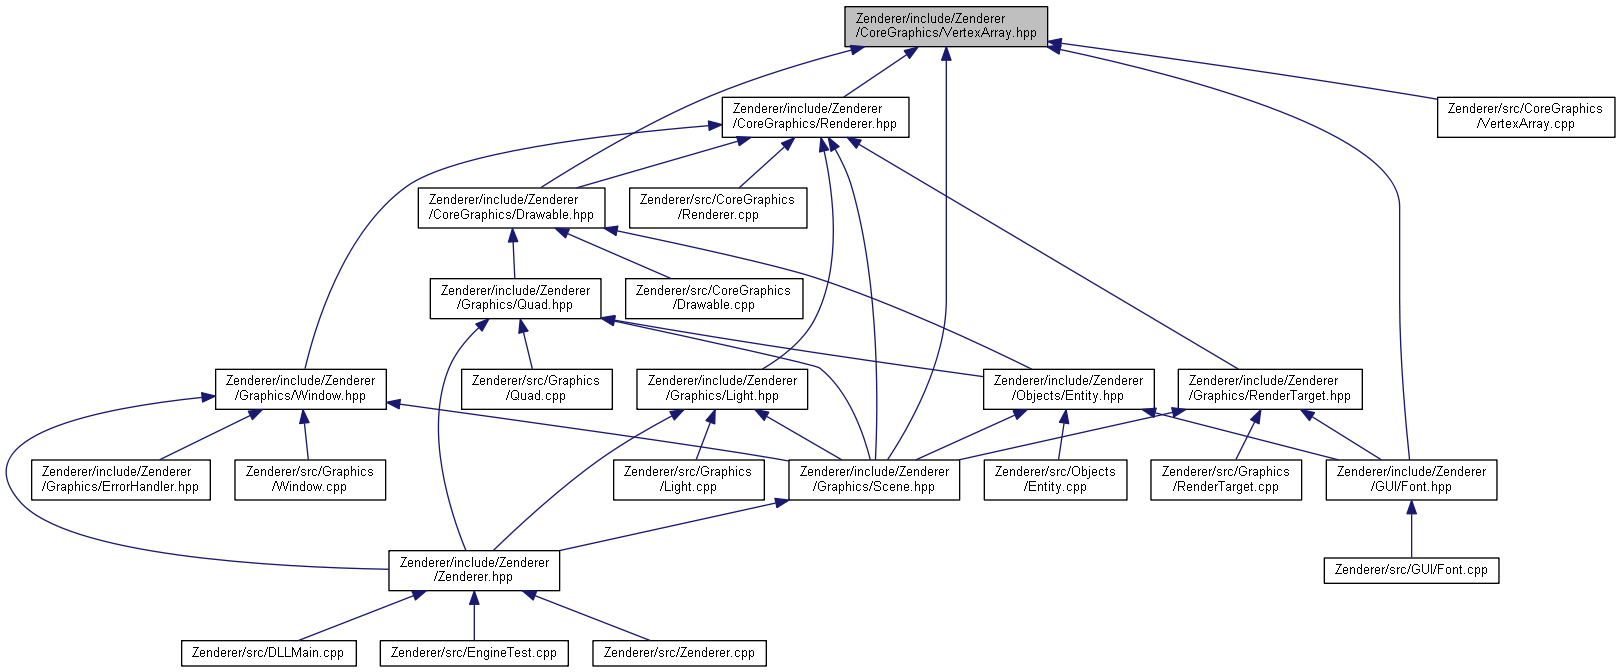 Zenderer/include/Zenderer
/CoreGraphics/VertexArray.hpp
Zenderer/include/Zenderer
/CoreGraphics/Renderer.hpp
Zenderer/src/CoreGraphics
/VertexArray.cpp
Zenderer/include/Zenderer
/CoreGraphics/Drawable.hpp
Zenderer/src/CoreGraphics
/Renderer.cpp
Zenderer/include/Zenderer
/Graphics/Quad.hpp
Zenderer/src/CoreGraphics
/Drawable.cpp
Zenderer/include/Zenderer
/Graphics/Window.hpp
Zenderer/src/Graphics
/Quad.cpp
Zenderer/include/Zenderer
/Graphics/Light.hpp
Zenderer/include/Zenderer
/Objects/Entity.hpp
Zenderer/include/Zenderer
/Graphics/RenderTarget.hpp
Zenderer/include/Zenderer
/Graphics/ErrorHandler.hpp
Zenderer/src/Graphics
/Window.cpp
Zenderer/src/Graphics
/Light.cpp
Zenderer/include/Zenderer
/Graphics/Scene.hpp
Zenderer/src/Objects
/Entity.cpp
Zenderer/src/Graphics
/RenderTarget.cpp
Zenderer/include/Zenderer
/GUI/Font.hpp
Zenderer/include/Zenderer
/Zenderer.hpp
Zenderer/src/GUI/Font.cpp
Zenderer/src/DLLMain.cpp
Zenderer/src/EngineTest.cpp
Zenderer/src/Zenderer.cpp